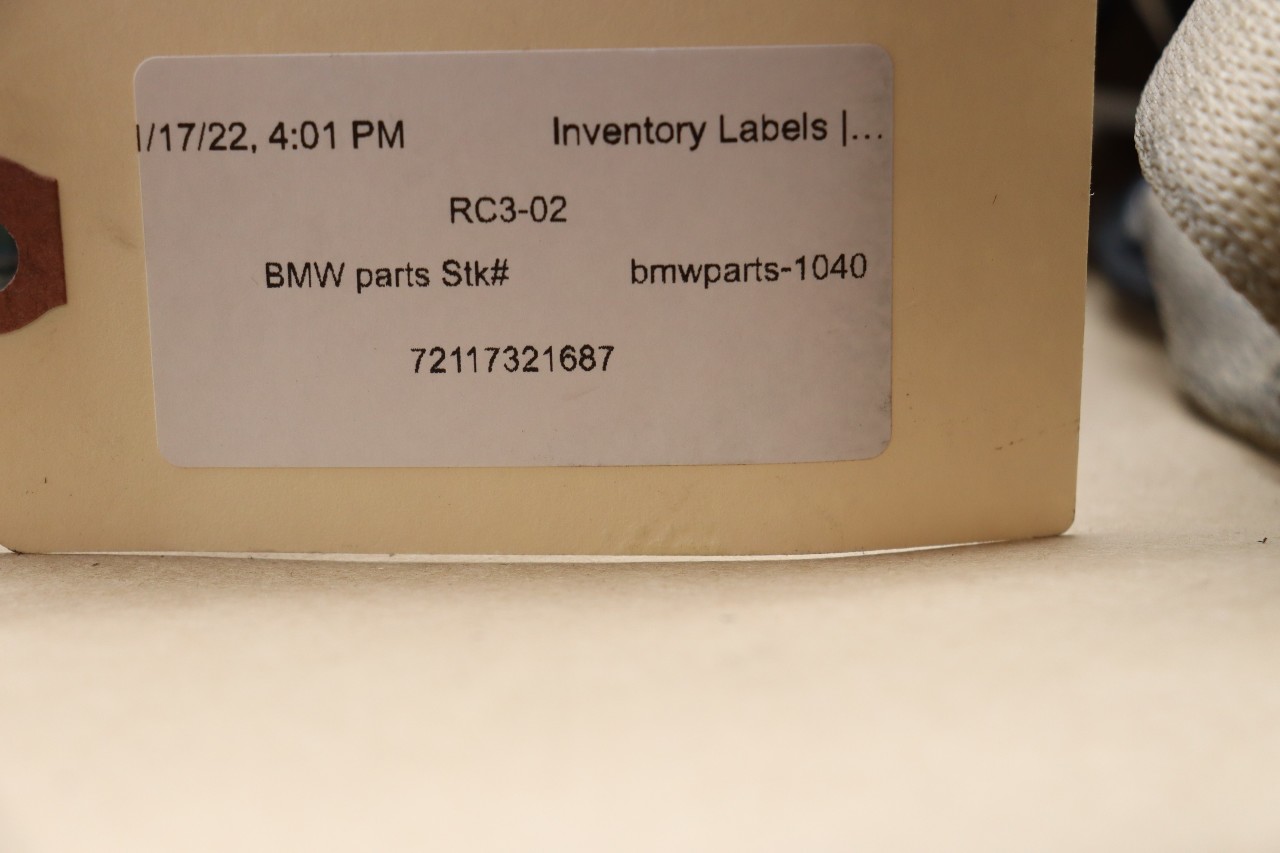 /17/22, 4:01 PM Inventory Labels |...
RC3-02
BMW parts Stk# bmwparts-1040
72117321687